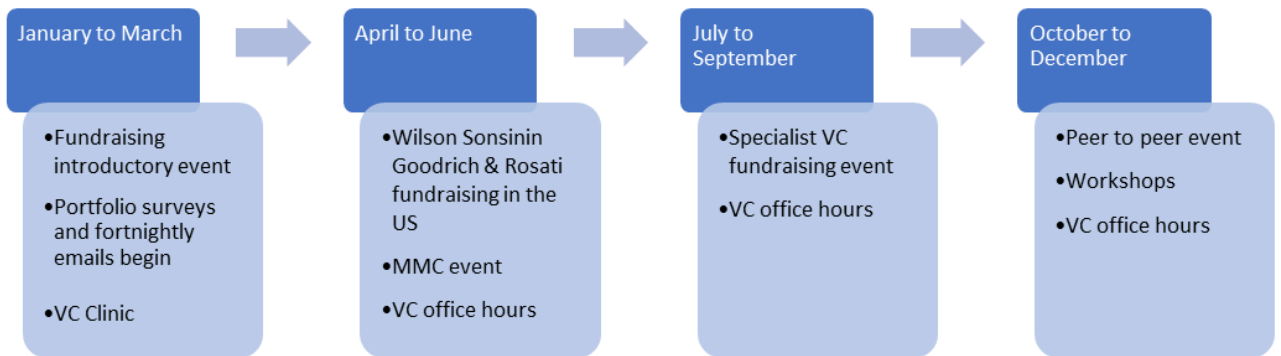 January to March
•Fundraising
introductory event
•Portfolio surveys
and fortnightly
emails begin
•VC Clinic
April to June
•Wilson Sonsinin
Goodrich & Rosati
fundraising in the
US
•MMC event
•VC office hours
July to
September
•Specialist VC
fundraising event
•VC office hours
October to
December
•Peer to peer event
•Workshops
•VC office hours